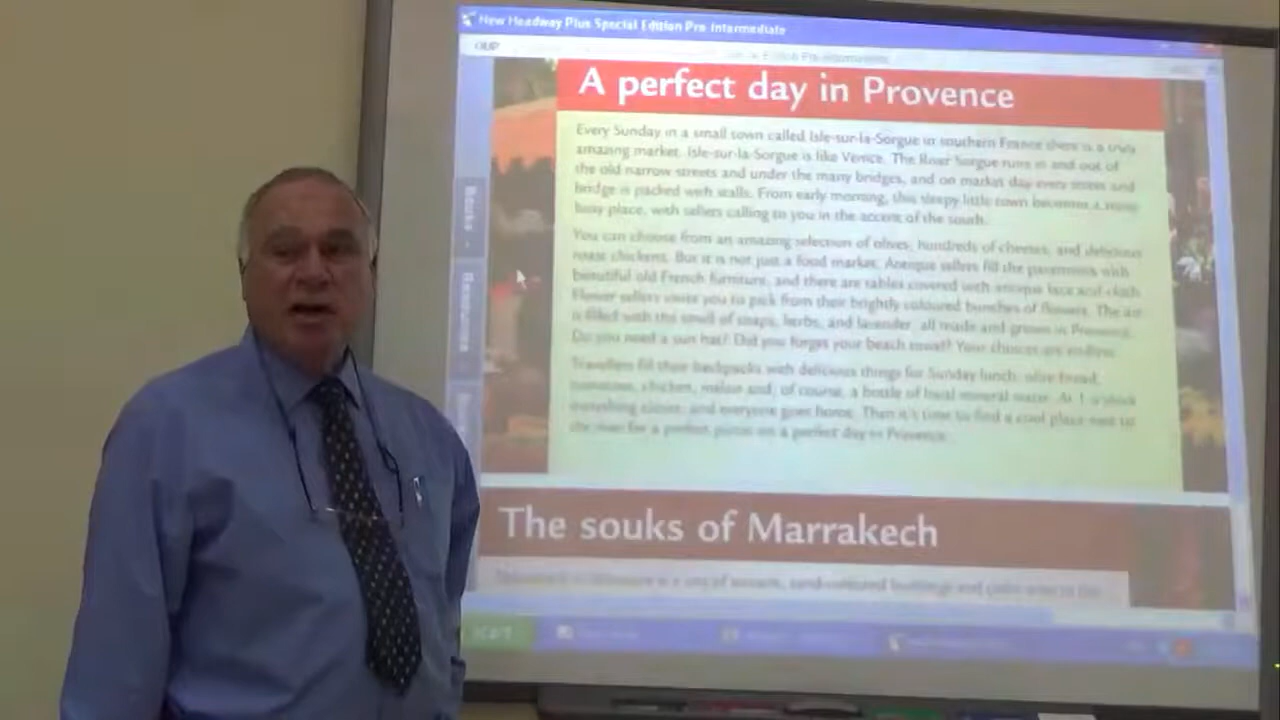 New Headway Plus Special Edition Pre-Intermediate
OUP
A perfect day in Provence
Every Sunday in a small town called Isle-sur-la-Sorgue in southern France there is a truly
amazing market. Isle-sur-la-Sorgue is like Venice. The River Sorgue runs in and out of
the old narrow streets and under the many bridges, and on market day every street and
bridge is packed with stalls. From early morning, this sleepy little town becomes a
busy place, with sellers calling to you in the accent of the south.
You can choose from an amazing selection of olives, hundreds of cheeses, and delicious
roast chickens. But it is not just a food market. Antique sellers fill the pavements with
beautiful old French furniture, and there are tables covered with antique lace and cloth.
Flower sellers invite you to pick from their brightly coloured bunches of flowers. The air
is filled with the smell of soaps, herbs, and lavender, all made and grown in Provence.
Do you need a sun hat? Did you forget your beach towel? Your choices are endless.
Travellers fill their backpacks with delicious things for Sunday lunch: olive bread,
tomatoes, chicken, melon and, of course, a bottle of local mineral water. At 1 o'clock
everything closes, and everyone goes home. Then it's time to find a cool place next to
the river for a perfect picnic on a perfect day in Provence.
The souks of Marrakech
Books
Resources